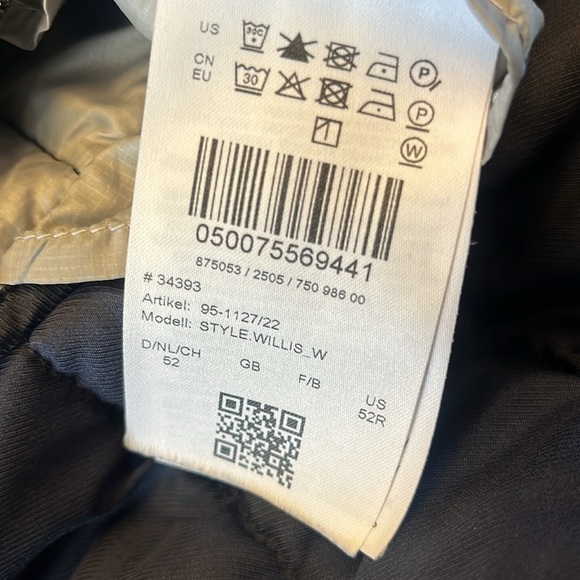 US 30C P
CN
EU 30 P
W
050075569441
875053 / 2505 / 750 986 00
# 34393
Artikel: 95-1127/22
Modell: STYLE.WILLIS_W
D/NL/CH GB F/B US
52 52R